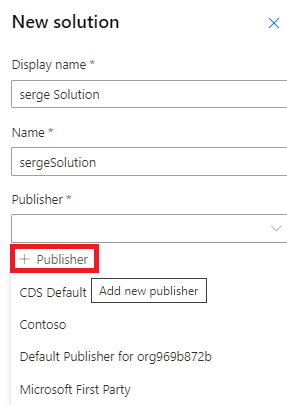 New solution
Display name *
serge Solution
Name *
sergeSolution
Publisher *
+ Publisher
CDS Default
Add new publisher
Contoso
Default Publisher for org969b872b
Microsoft First Party